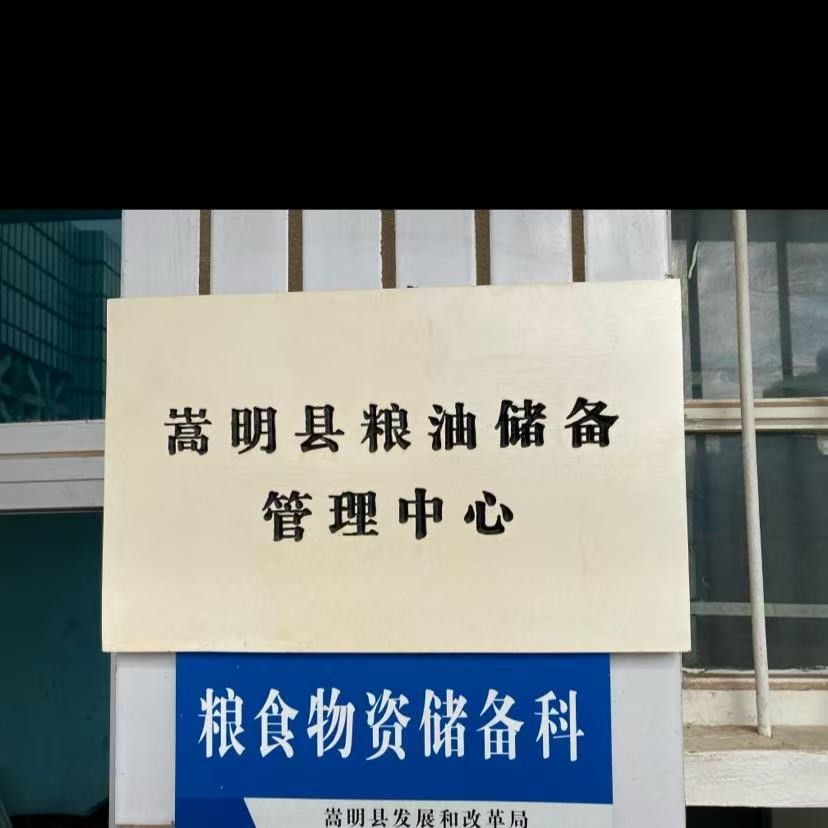 嵩明县粮油储备
管理中心
粮食物资储备科
嵩明县发展和改革局